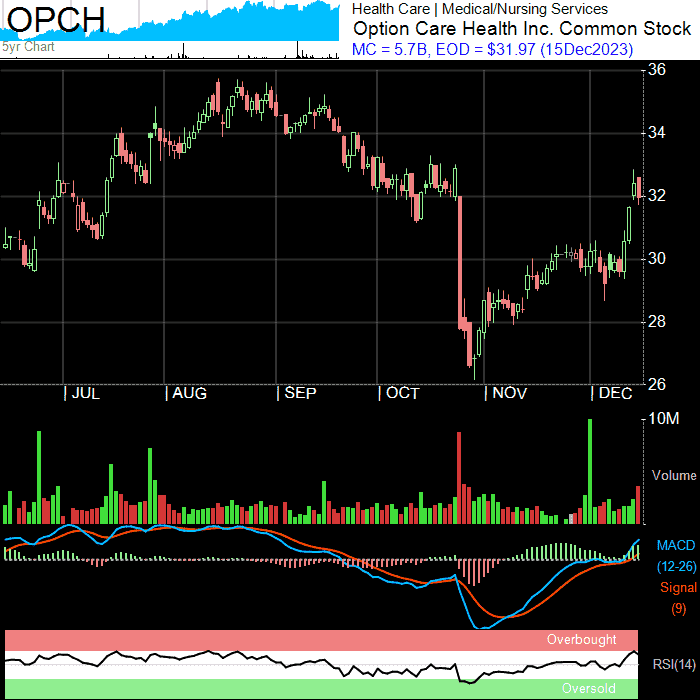 OPCH
5yr Chart
Health Care | Medical/Nursing Services
Option Care Health Inc. Common Stock
MC = 5.7B, EOD = $31.97 (15Dec2023)
36
34
32
30
28
26
JUL AUG SEP OCT NOV DEC
10M
Volume
MACD
(12-26)
Signal
(9)
Overbought
RSI(14)
Oversold